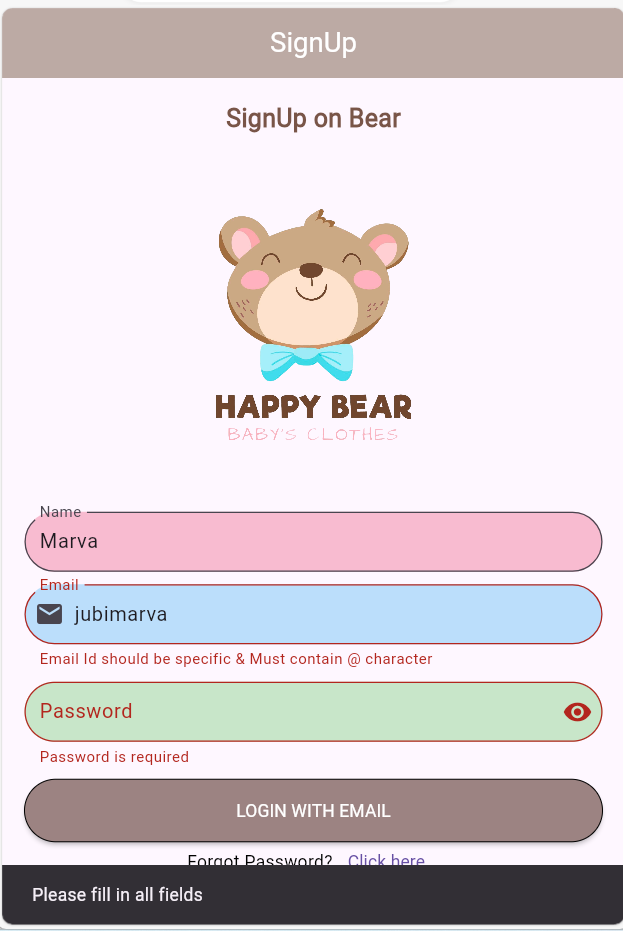 SignUp
SignUp on Bear
HAPPY BEAR
BABY'S CLOTHES
Name
Marva
Email
jubimarva
Email Id should be specific & Must contain @ character
Password
Password is required
LOGIN WITH EMAIL
Forgot Password? Click here
Please fill in all fields